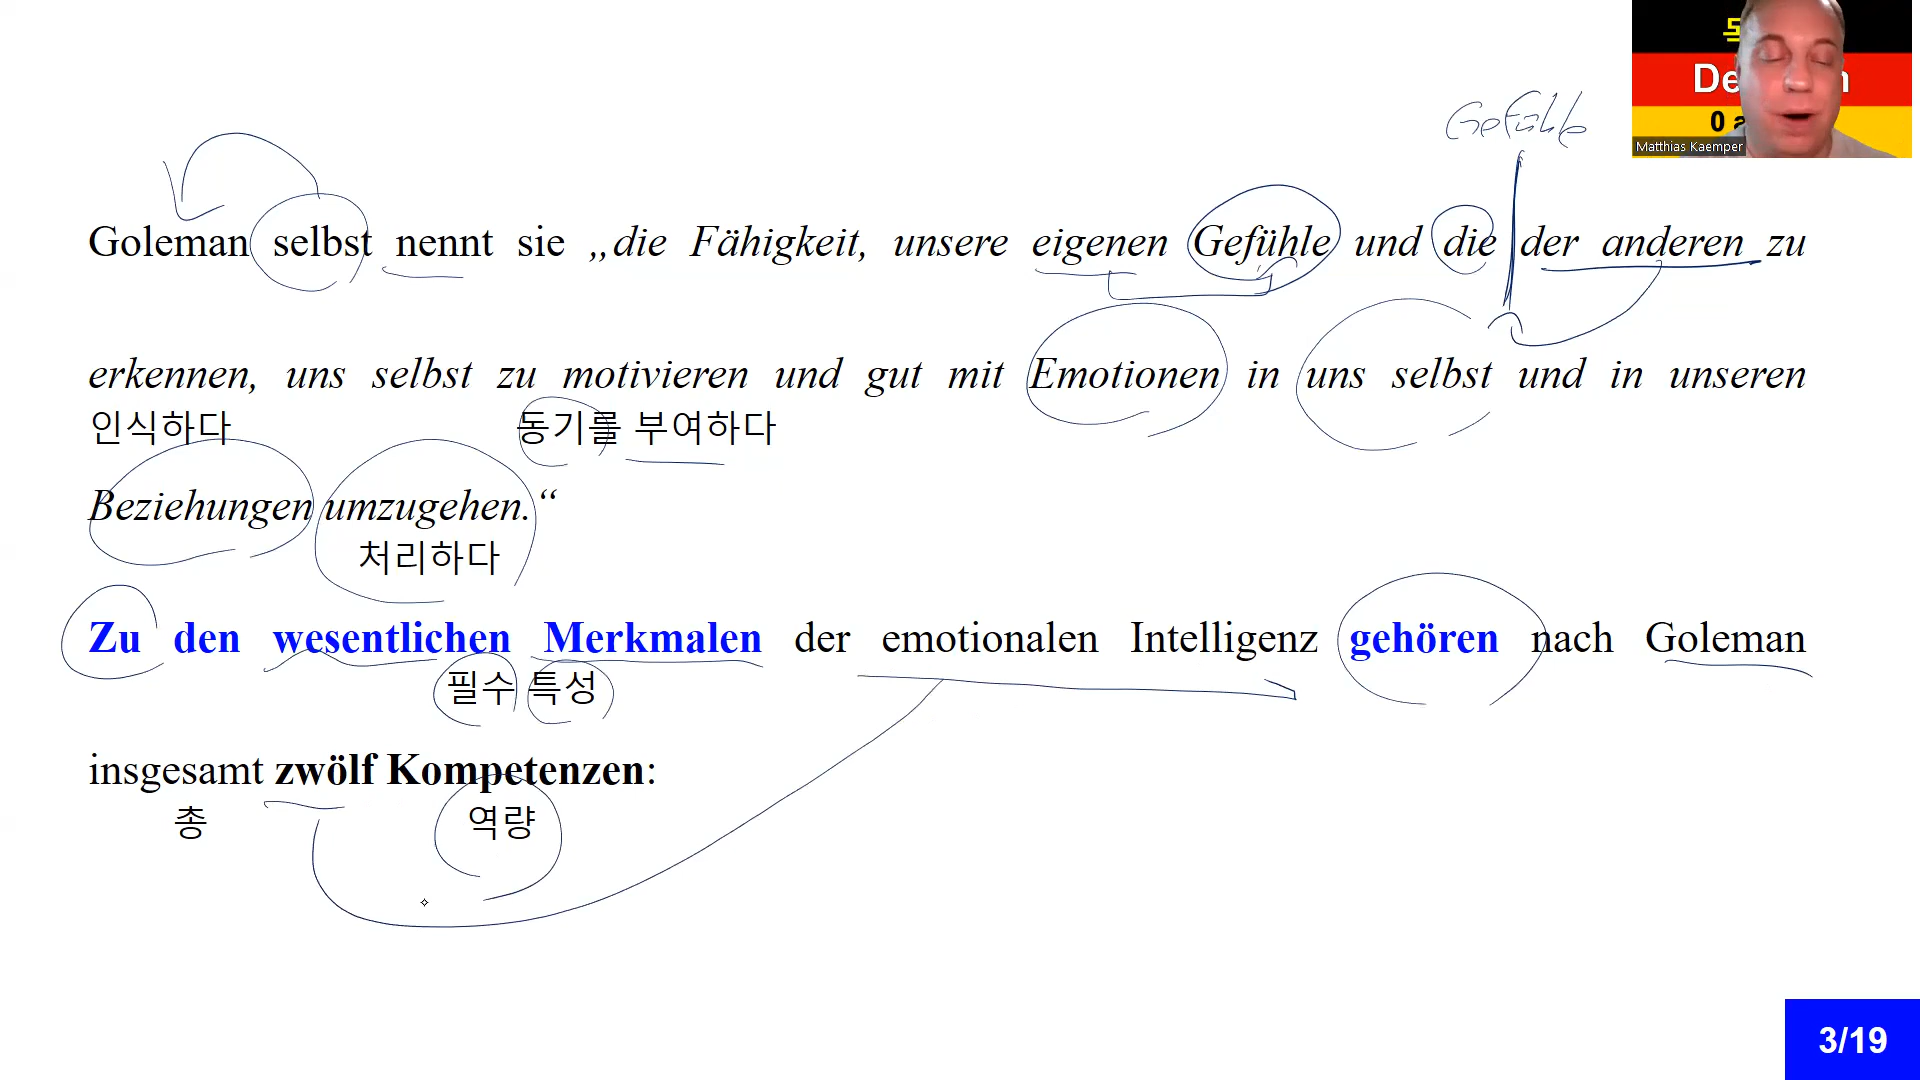 Gefühle
Matthias Kaemper
Goleman selbst nennt sie „die Fähigkeit, unsere eigenen Gefühle und die der anderen zu
erkennen, uns selbst zu motivieren und gut mit Emotionen in uns selbst und in unseren
인식하다 동기를 부여하다
Beziehungen umzugehen.“
처리하다
Zu den wesentlichen Merkmalen der emotionalen Intelligenz gehören nach Goleman
필수 특성
insgesamt zwölf Kompetenzen:
총 역량
3/19